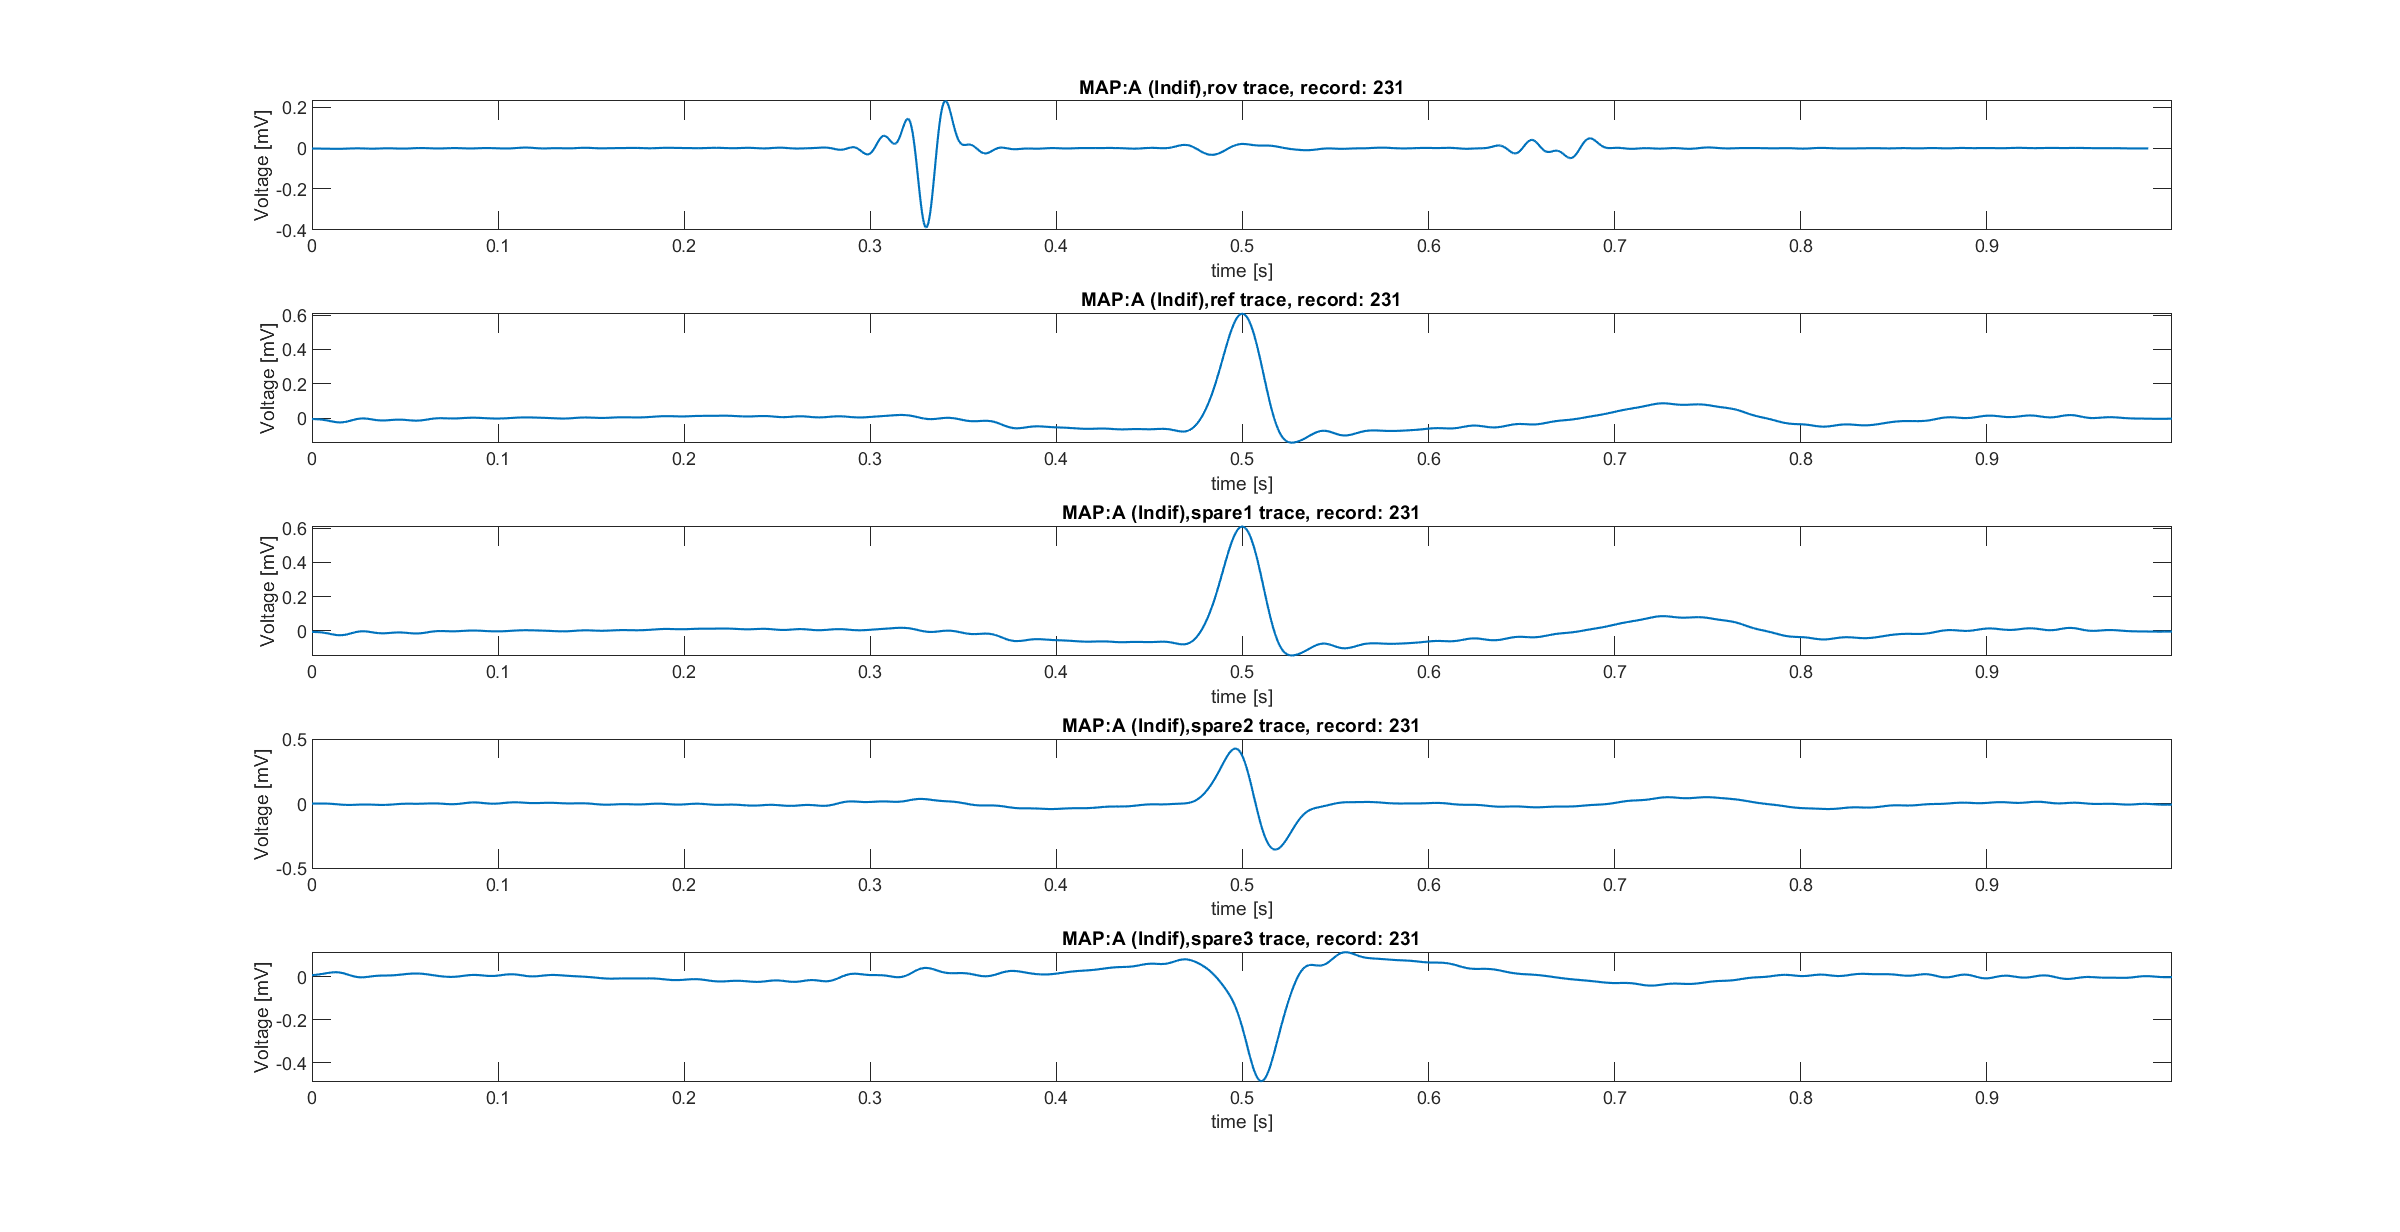 MAP:A (Indif),rov trace, record: 231
Voltage [mV]
0.2
0
-0.2
-0.4
0 0.1 0.2 0.3 0.4 0.5 0.6 0.7 0.8 0.9
time [s]
MAP:A (Indif),ref trace, record: 231
Voltage [mV]
0.6
0.4
0.2
0
0 0.1 0.2 0.3 0.4 0.5 0.6 0.7 0.8 0.9
time [s]
MAP:A (Indif),spare1 trace, record: 231
Voltage [mV]
0.6
0.4
0.2
0
0 0.1 0.2 0.3 0.4 0.5 0.6 0.7 0.8 0.9
time [s]
MAP:A (Indif),spare2 trace, record: 231
Voltage [mV]
0.5
0
-0.5
0 0.1 0.2 0.3 0.4 0.5 0.6 0.7 0.8 0.9
time [s]
MAP:A (Indif),spare3 trace, record: 231
Voltage [mV]
0
-0.2
-0.4
0 0.1 0.2 0.3 0.4 0.5 0.6 0.7 0.8 0.9
time [s]